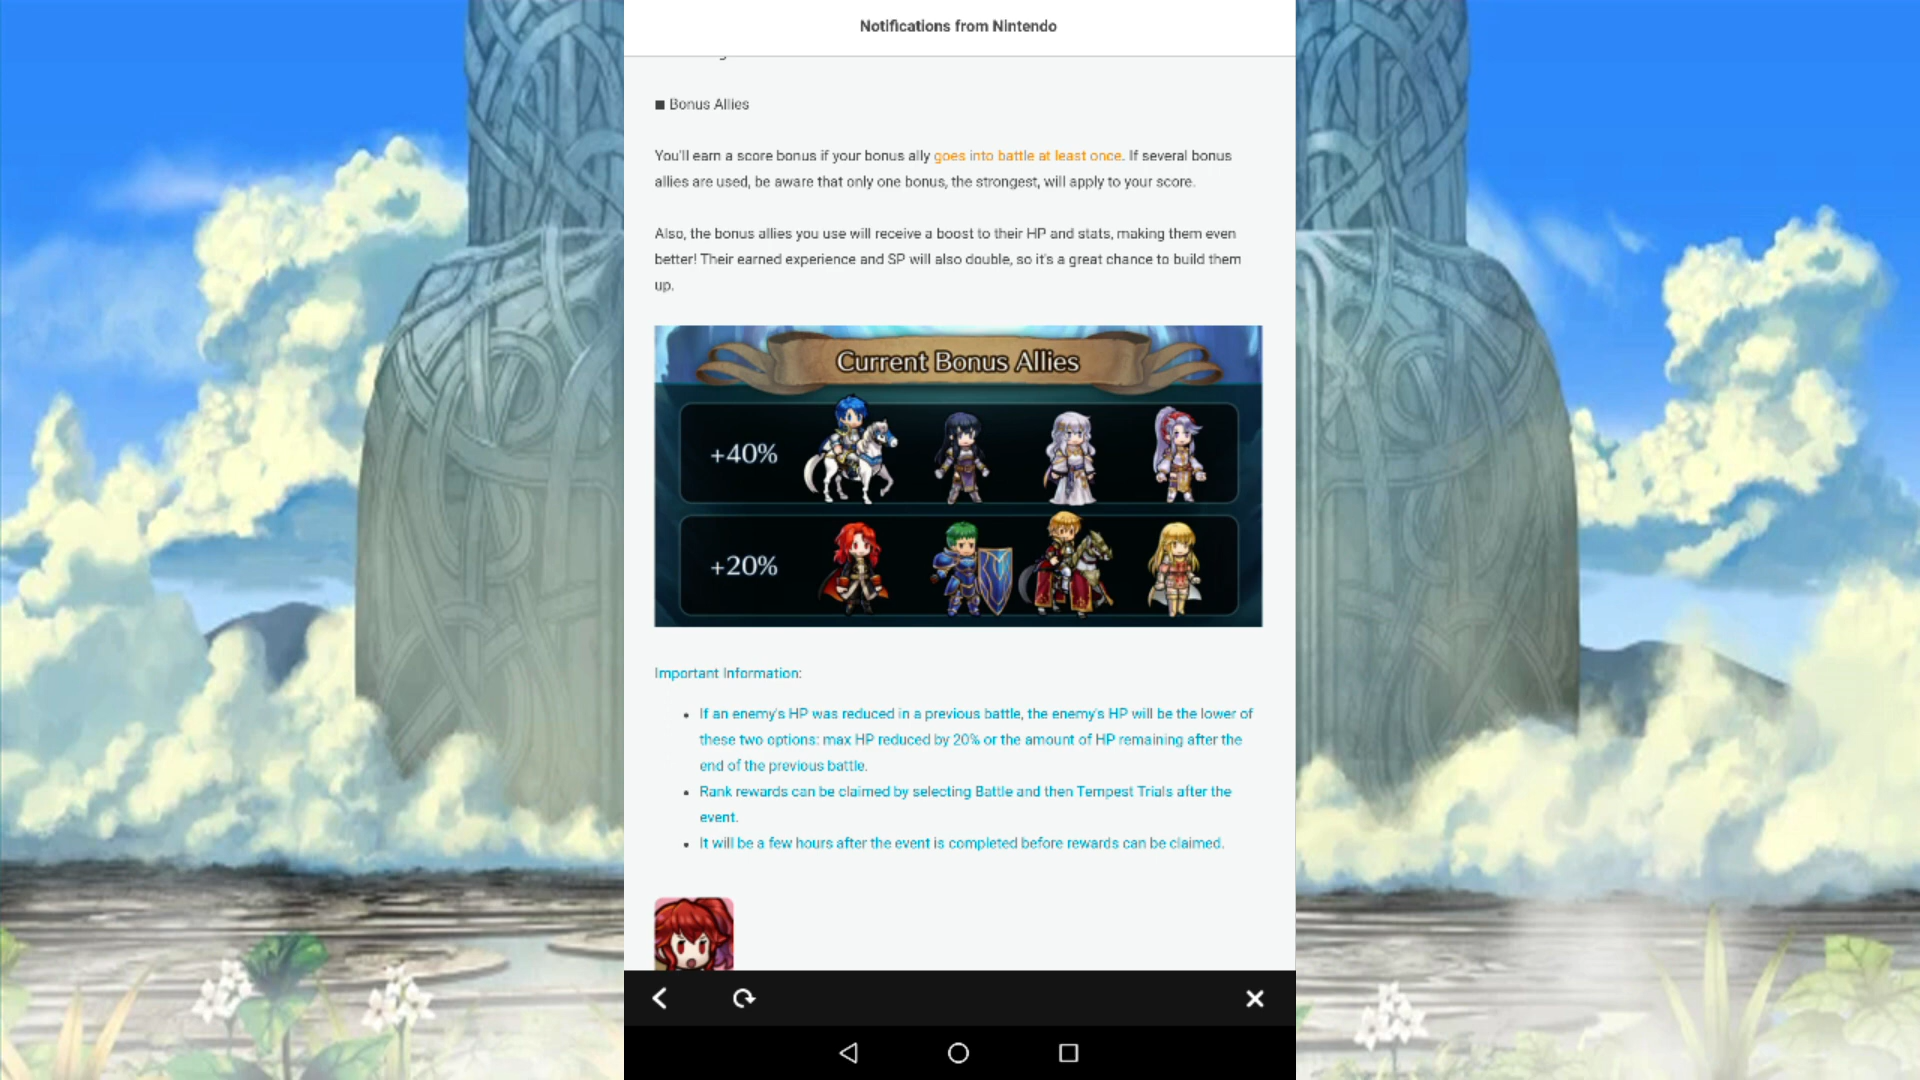 Notifications from Nintendo
■ Bonus Allies
You'll earn a score bonus if your bonus ally goes into battle at least once. If several bonus
allies are used, be aware that only one bonus, the strongest, will apply to your score.
Also, the bonus allies you use will receive a boost to their HP and stats, making them even
better! Their earned experience and SP will also double, so it's a great chance to build them
up.
Current Bonus Allies
+40%
+20%
Important Information:
• If an enemy's HP was reduced in a previous battle, the enemy's HP will be the lower of
these two options: max HP reduced by 20% or the amount of HP remaining after the
end of the previous battle.
• Rank rewards can be claimed by selecting Battle and then Tempest Trials after the
event.
• It will be a few hours after the event is completed before rewards can be claimed.